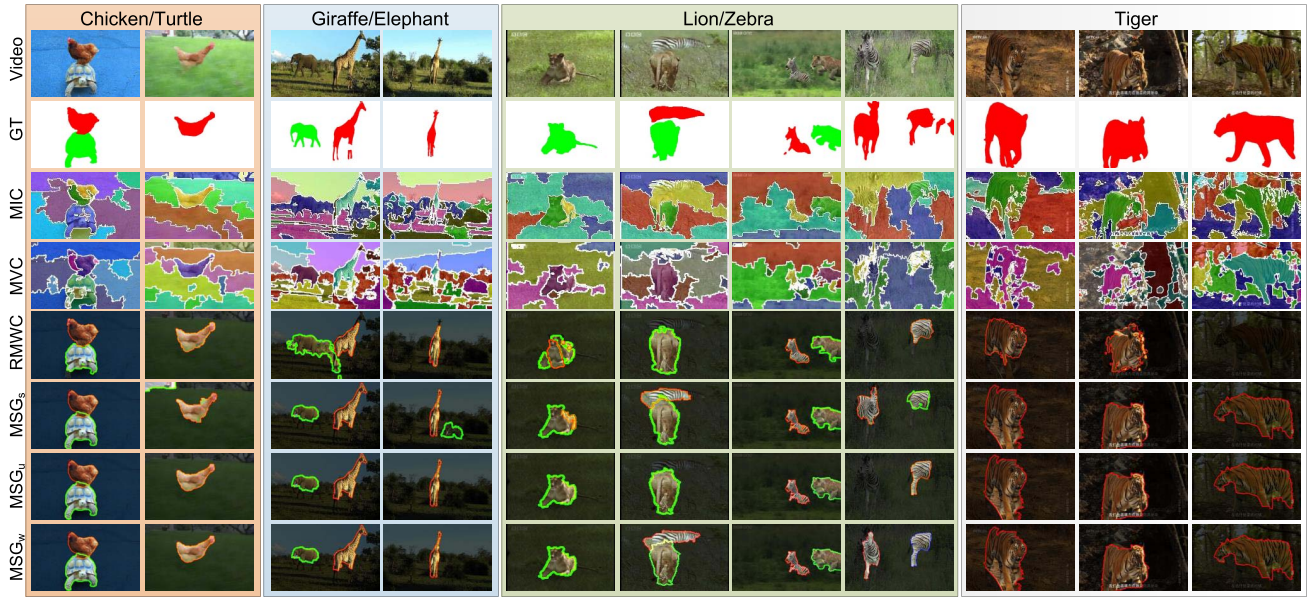 Chicken/Turtle Giraffe/Elephant Lion/Zebra Tiger
Video
GT
MIC
MVC
RMWC
MSGs
MSGu
MSGw